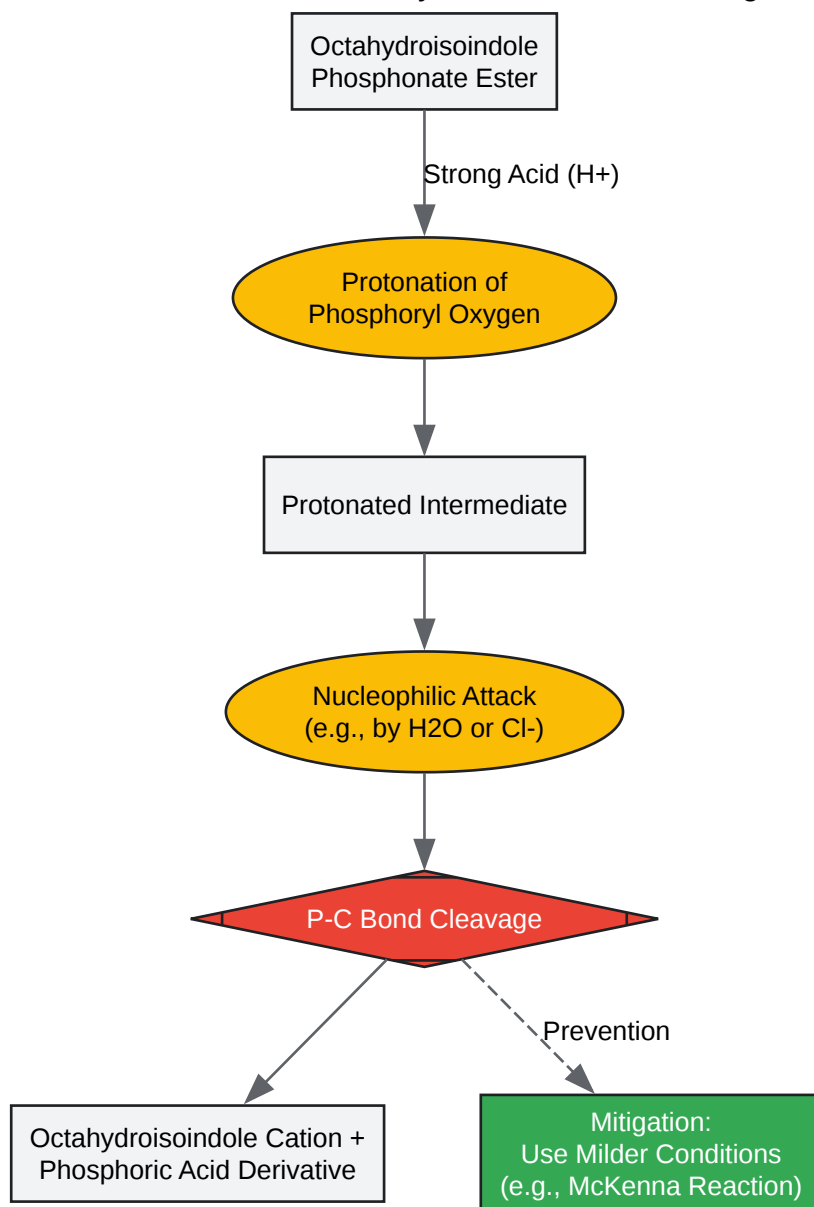 Octahydroisoindole
Phosphonate Ester
Strong Acid (H+)
Protonation of
Phosphoryl Oxygen
Protonated Intermediate
Nucleophilic Attack
(e.g., by H2O or Cl-)
P-C Bond Cleavage
Prevention
Octahydroisoindole Cation +
Phosphoric Acid Derivative
Mitigation:
Use Milder Conditions
(e.g., McKenna Reaction)